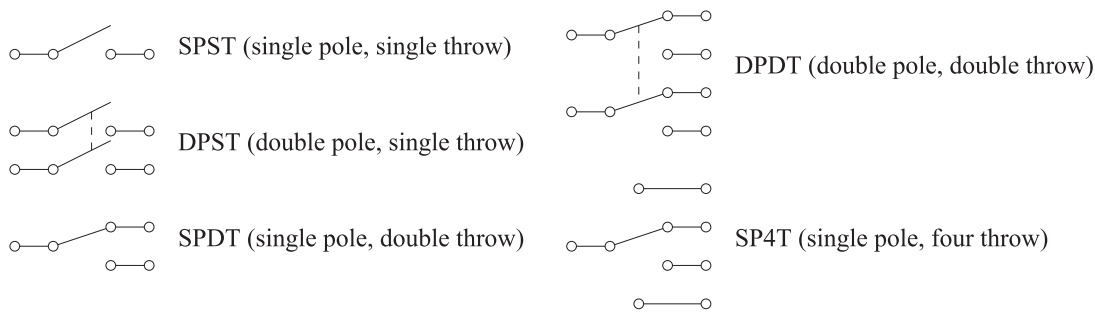 SPST (single pole, single throw)
DPST (double pole, single throw)
SPDT (single pole, double throw)
DPDT (double pole, double throw)
SP4T (single pole, four throw)